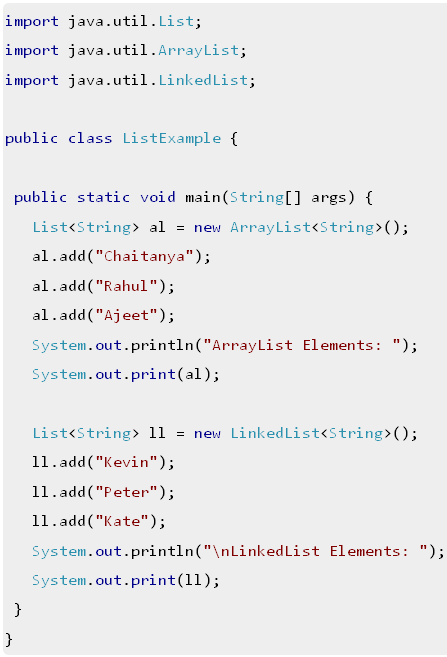 import java.util.List;
import java.util.ArrayList;
import java.util.LinkedList;

public class ListExample {

 public static void main(String[] args) {
   List<String> al = new ArrayList<String>();
   al.add("Chaitanya");
   al.add("Rahul");
   al.add("Ajeet");
   System.out.println("ArrayList Elements: ");
   System.out.print(al);

   List<String> ll = new LinkedList<String>();
   ll.add("Kevin");
   ll.add("Peter");
   ll.add("Kate");
   System.out.println("\nLinkedList Elements: ");
   System.out.print(ll);
 }
}